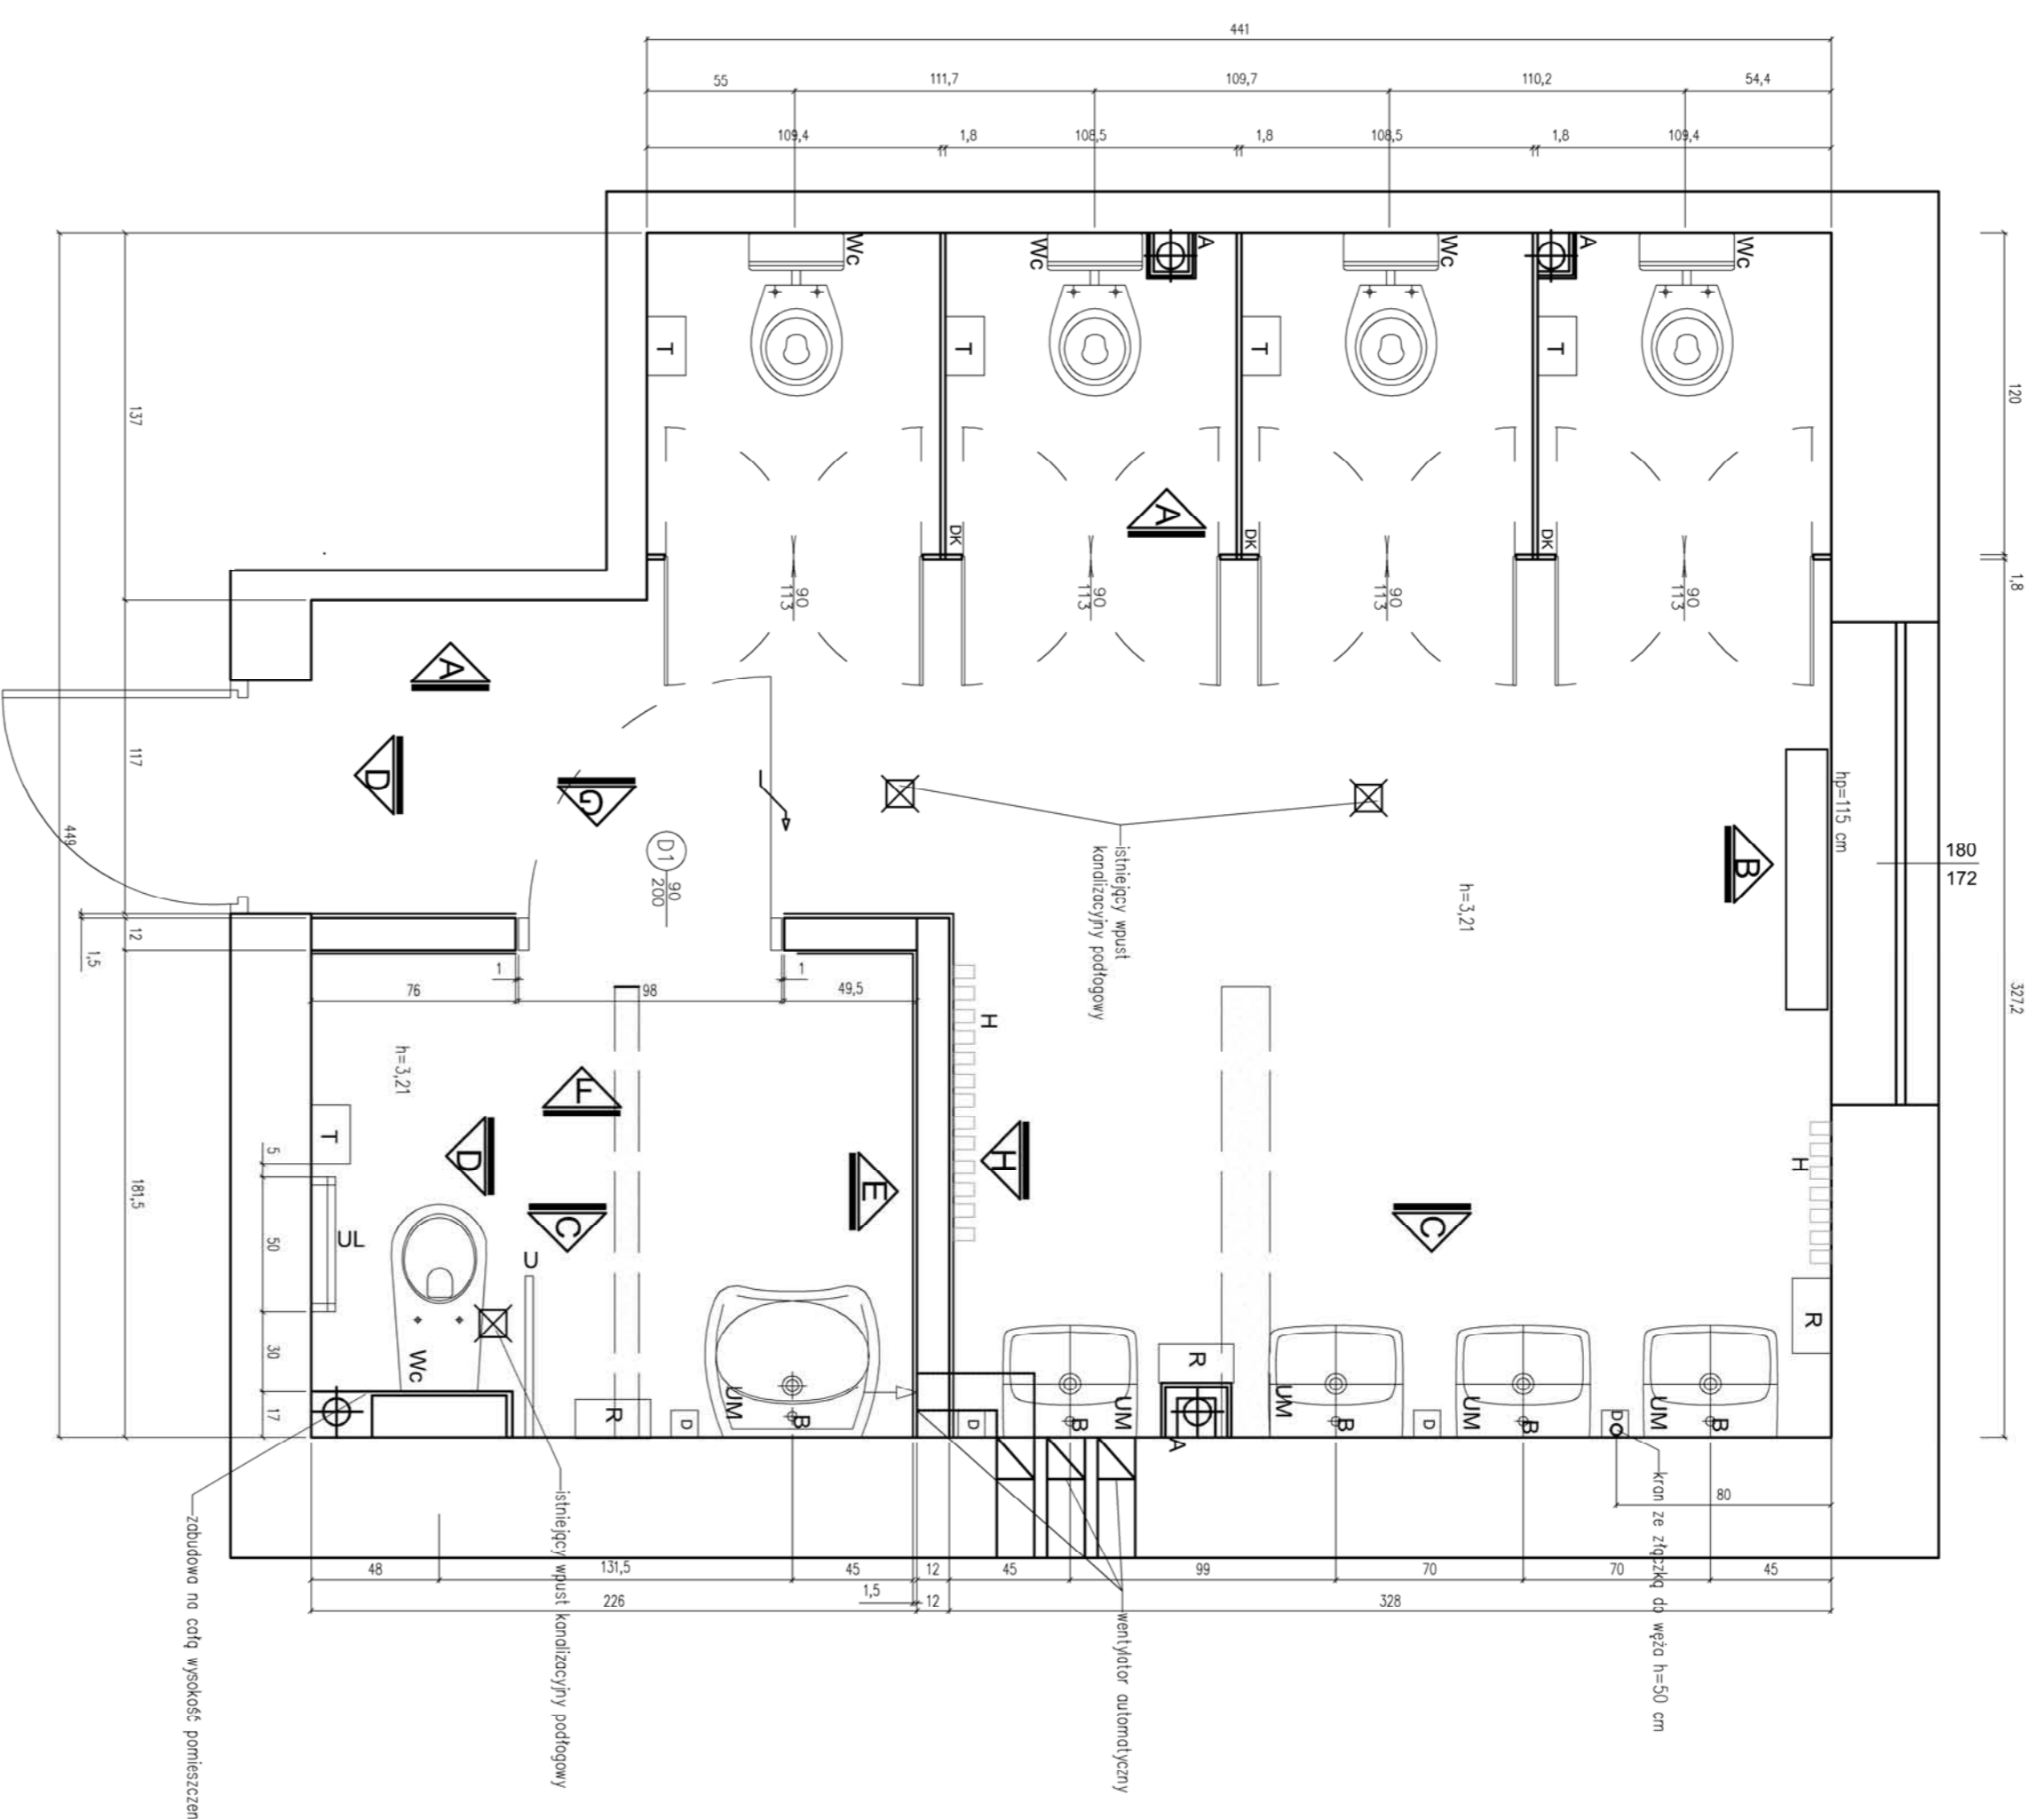 441
55
111,7
109,7
110,2
54,4
109,4
1,8
108,5
1,8
108,5
1,8
109,4
Wc
Wc
A
Wc
A
Wc
T
T
T
T
120
137
A
DK
DK
DK
1,8
90
113
90
113
90
113
90
113
A
D
G
117
449
D1
90
200
istniejący wpust
kanalizacyjny podłogowy
hp=115 cm
B
180
172
h=3,21
12
1,5
1
1
76
98
49,5
327,2
H
h=3,21
F
T
D
E
H
H
5
181,5
C
C
UL
50
U
30
17
Wc
R
R
R
D
UM
B
D
B
UM
A
UM
B
D
UM
B
D
UM
B
80
kran ze złączką do węża h=50 cm
48
131,5
45
12
45
99
70
70
45
226
1,5
12
328
zabudowa na całą wysokość pomieszczen
istniejący wpust kanalizacyjny podłogowy
wentylator automatyczny